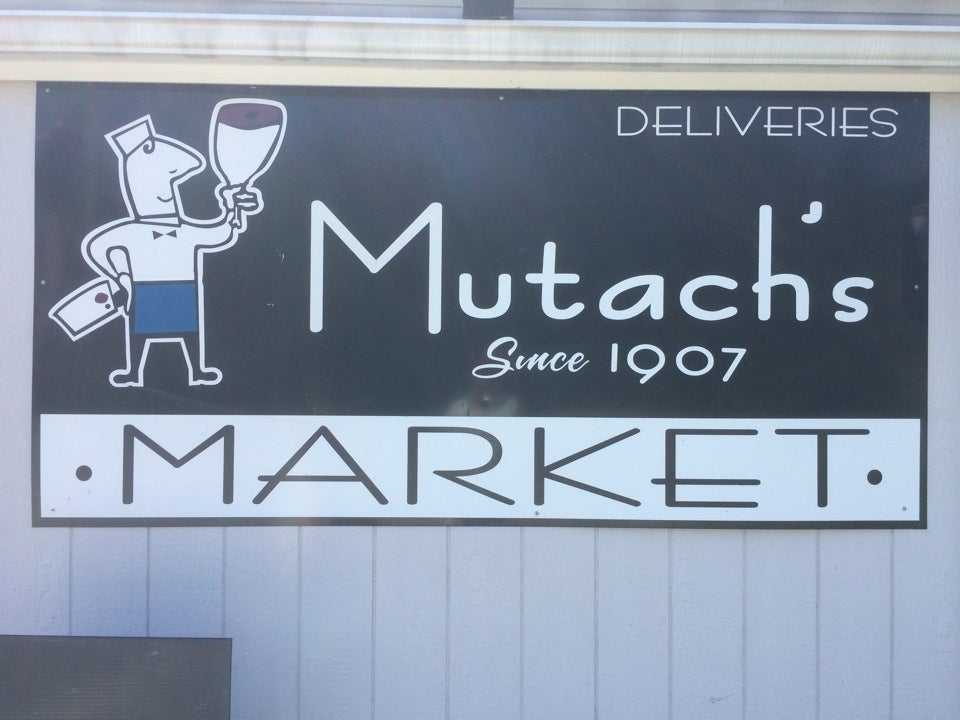 DELIVERIES
Mutach's
Since 1907
• MARKET •